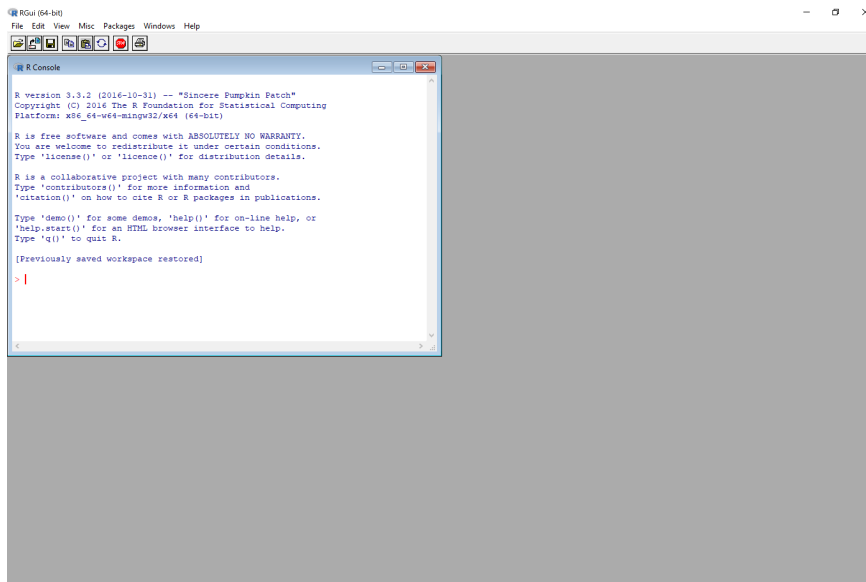 RGui (64-bit)
File Edit View Misc Packages Windows Help
STOP
R Console
R version 3.3.2 (2016-10-31) -- "Sincere Pumpkin Patch"
Copyright (C) 2016 The R Foundation for Statistical Computing
Platform: x86_64-w64-mingw32/x64 (64-bit)
R is free software and comes with ABSOLUTELY NO WARRANTY.
You are welcome to redistribute it under certain conditions.
Type 'license()' or 'licence()' for distribution details.
R is a collaborative project with many contributors.
Type 'contributors()' for more information and
'citation()' on how to cite R or R packages in publications.
Type 'demo()' for some demos, 'help()' for on-line help, or
'help.start()' for an HTML browser interface to help.
Type 'q()' to quit R.
[Previously saved workspace restored]
>